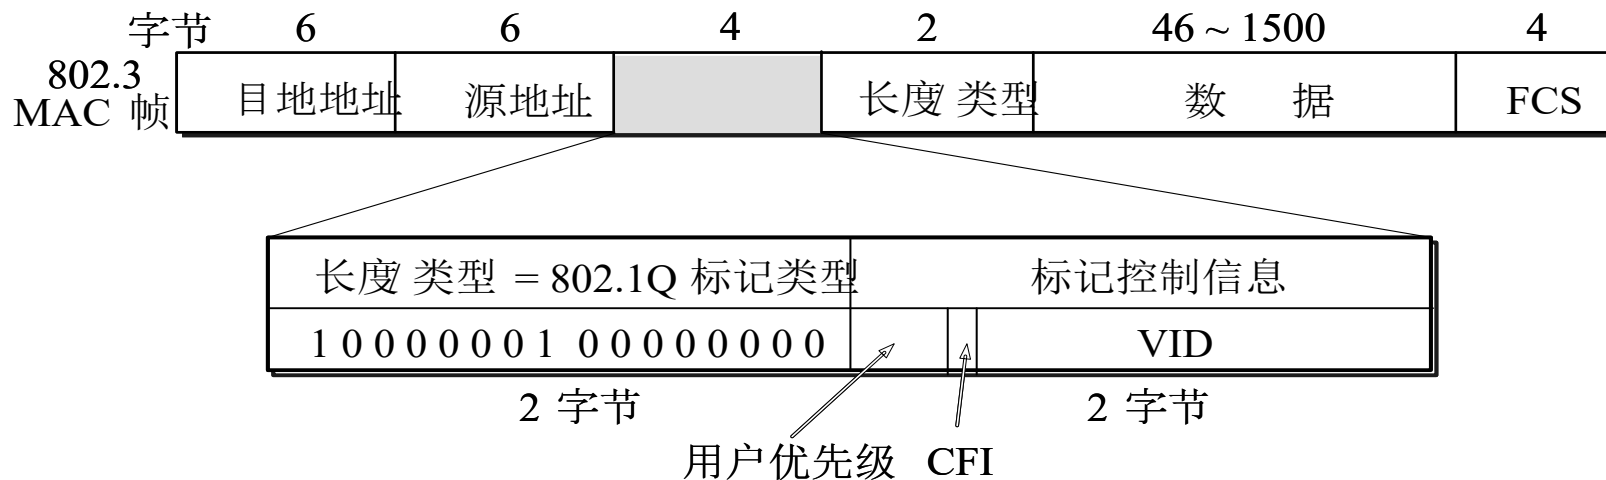 字节 6 6 4 2 46 ~ 1500 4
802.3
MAC 帧
目地地址 源地址 长度/ 类型 数 据 FCS
长度/ 类型 = 802.1Q 标记类型 标记控制信息
1 0 0 0 0 0 0 1 0 0 0 0 0 0 0 0 VID
2 字节 2 字节
用户优先级 CFI